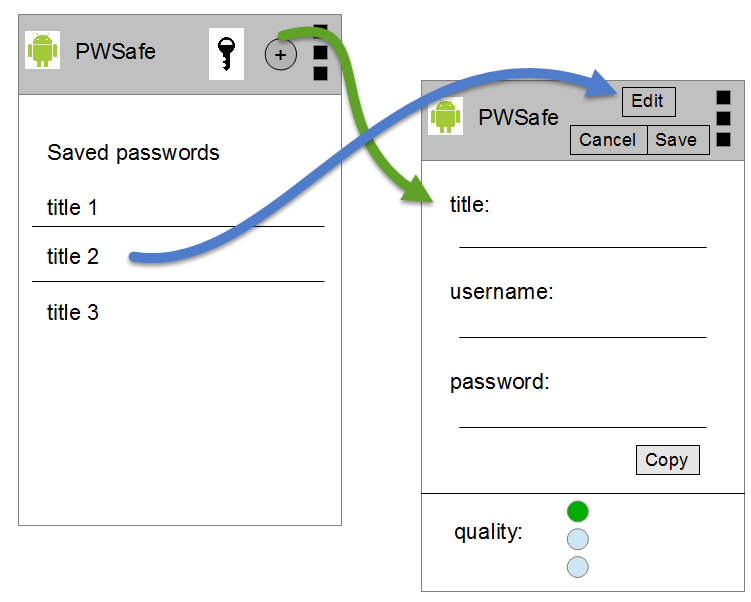 PWSafe
+
Saved passwords
title 1
title 2
title 3
PWSafe
Edit
Cancel Save
title:
username:
password:
Copy
quality: